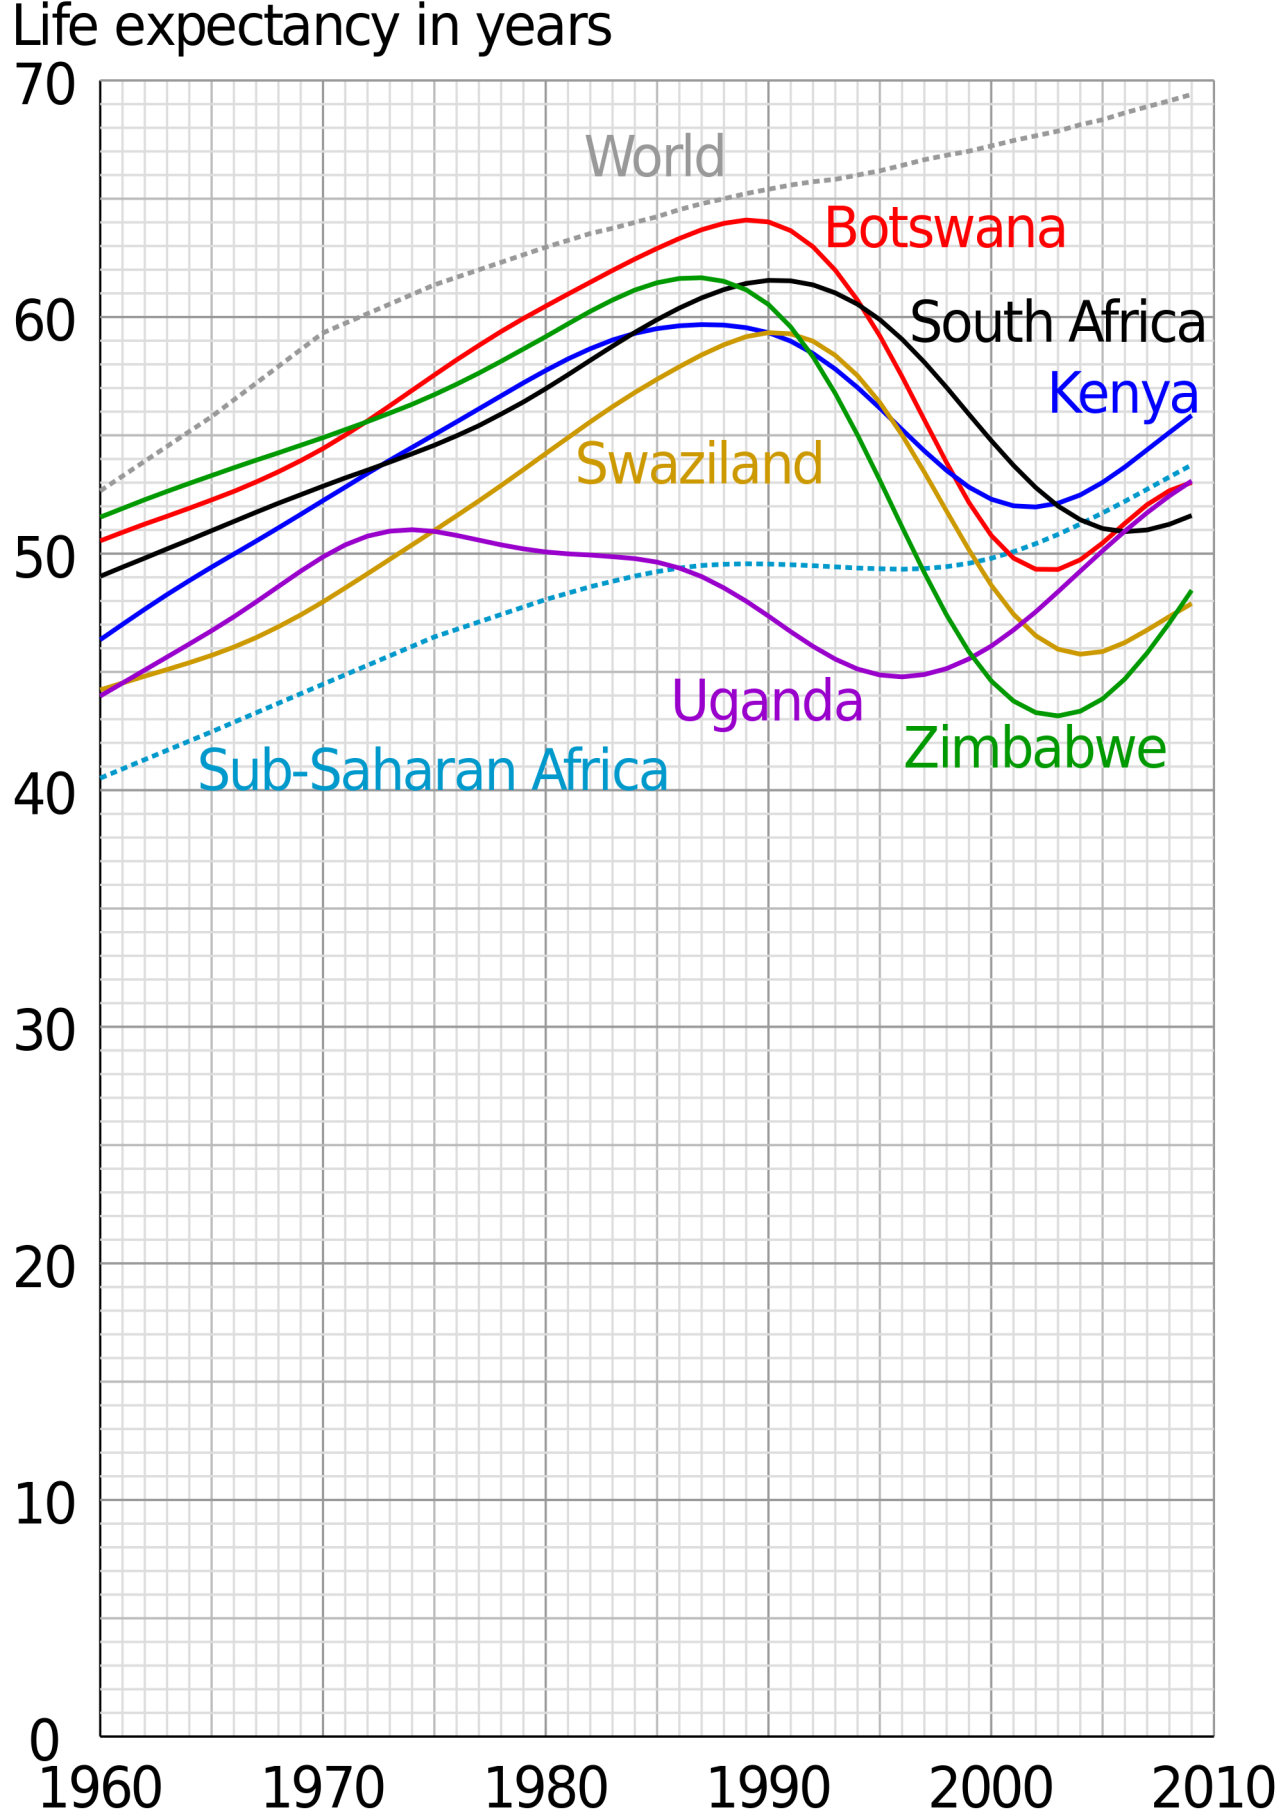 Life expectancy in years
70
World
Botswana
60
South Africa
Kenya
Swaziland
50
Uganda
Zimbabwe
Sub-Saharan Africa
40
30
20
10
0
1960 1970 1980 1990 2000 2010